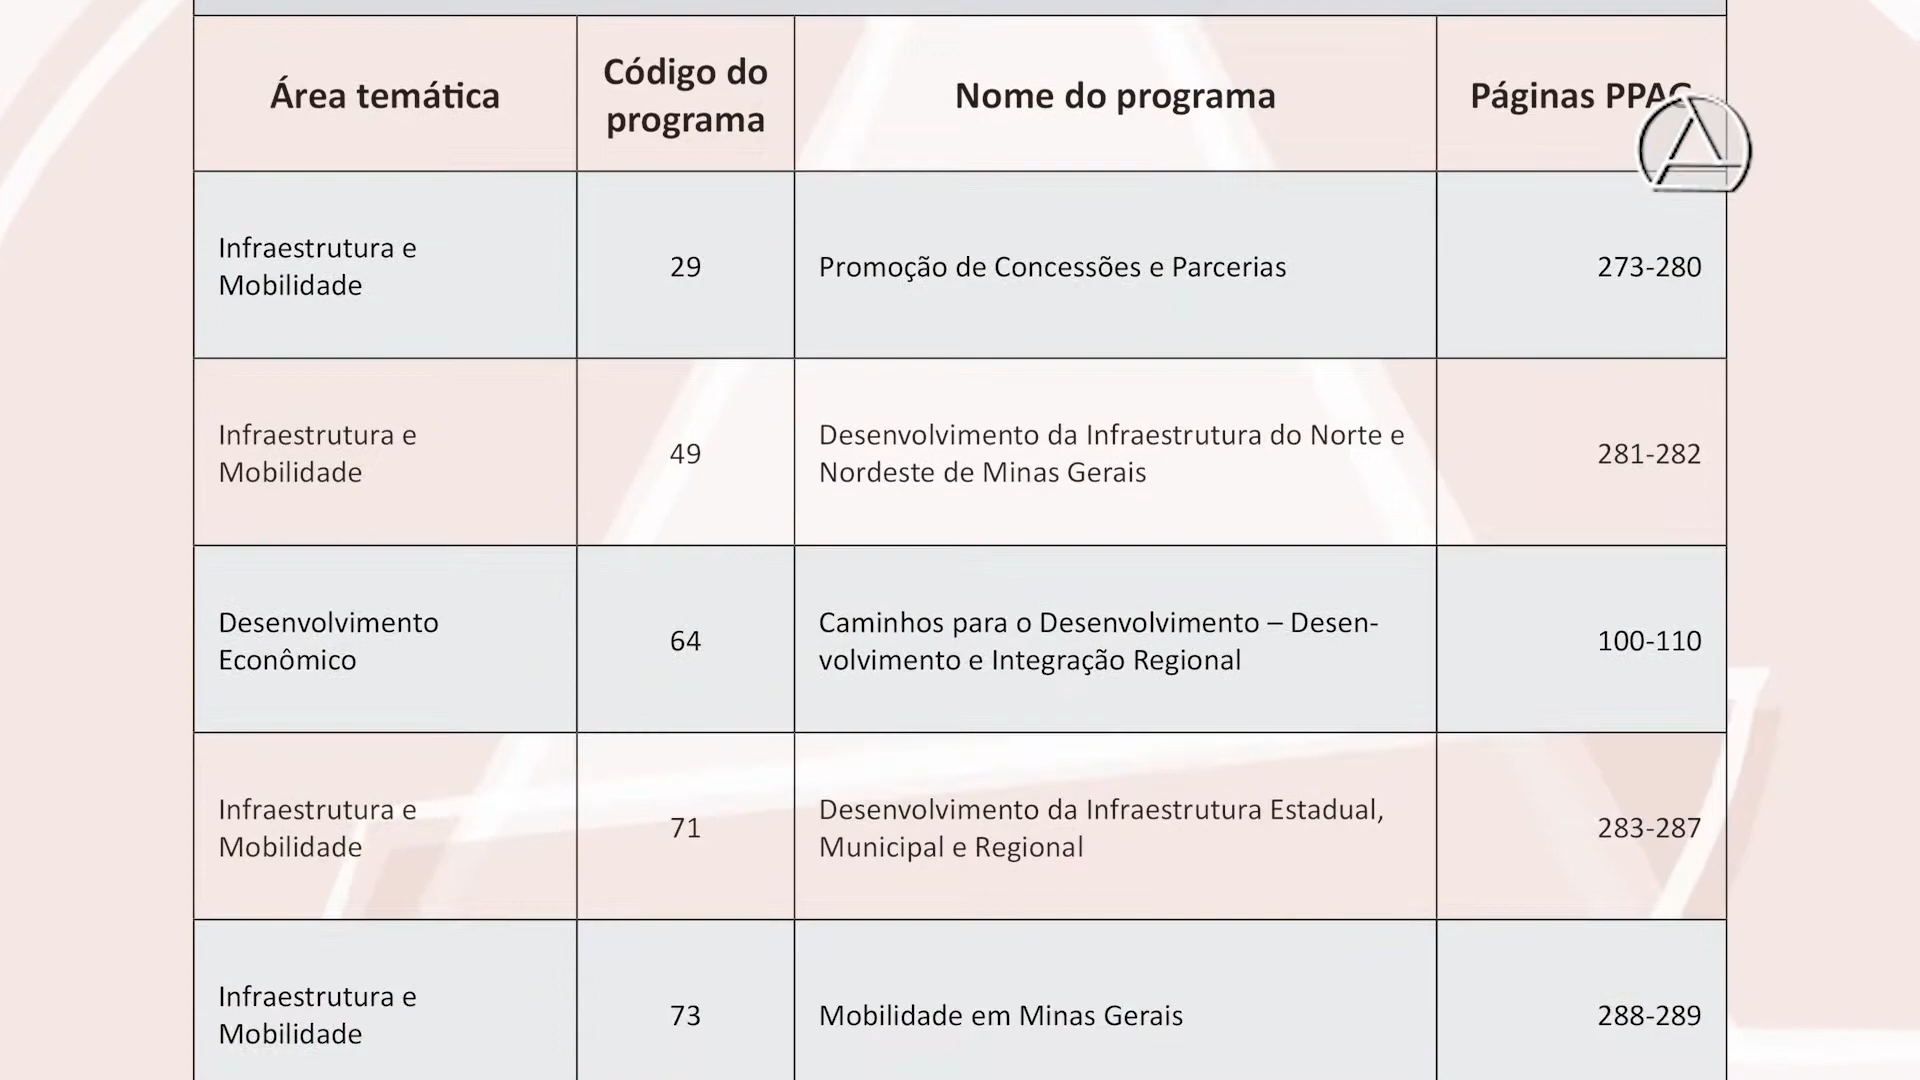 Área temática
Código do
programa
Nome do programa
Páginas PPAG
Infraestrutura e
Mobilidade
29
Promoção de Concessões e Parcerias
273-280
Infraestrutura e
Mobilidade
49
Desenvolvimento da Infraestrutura do Norte e
Nordeste de Minas Gerais
281-282
Desenvolvimento
Econômico
64
Caminhos para o Desenvolvimento – Desen-
volvimento e Integração Regional
100-110
Infraestrutura e
Mobilidade
71
Desenvolvimento da Infraestrutura Estadual,
Municipal e Regional
283-287
Infraestrutura e
Mobilidade
73
Mobilidade em Minas Gerais
288-289